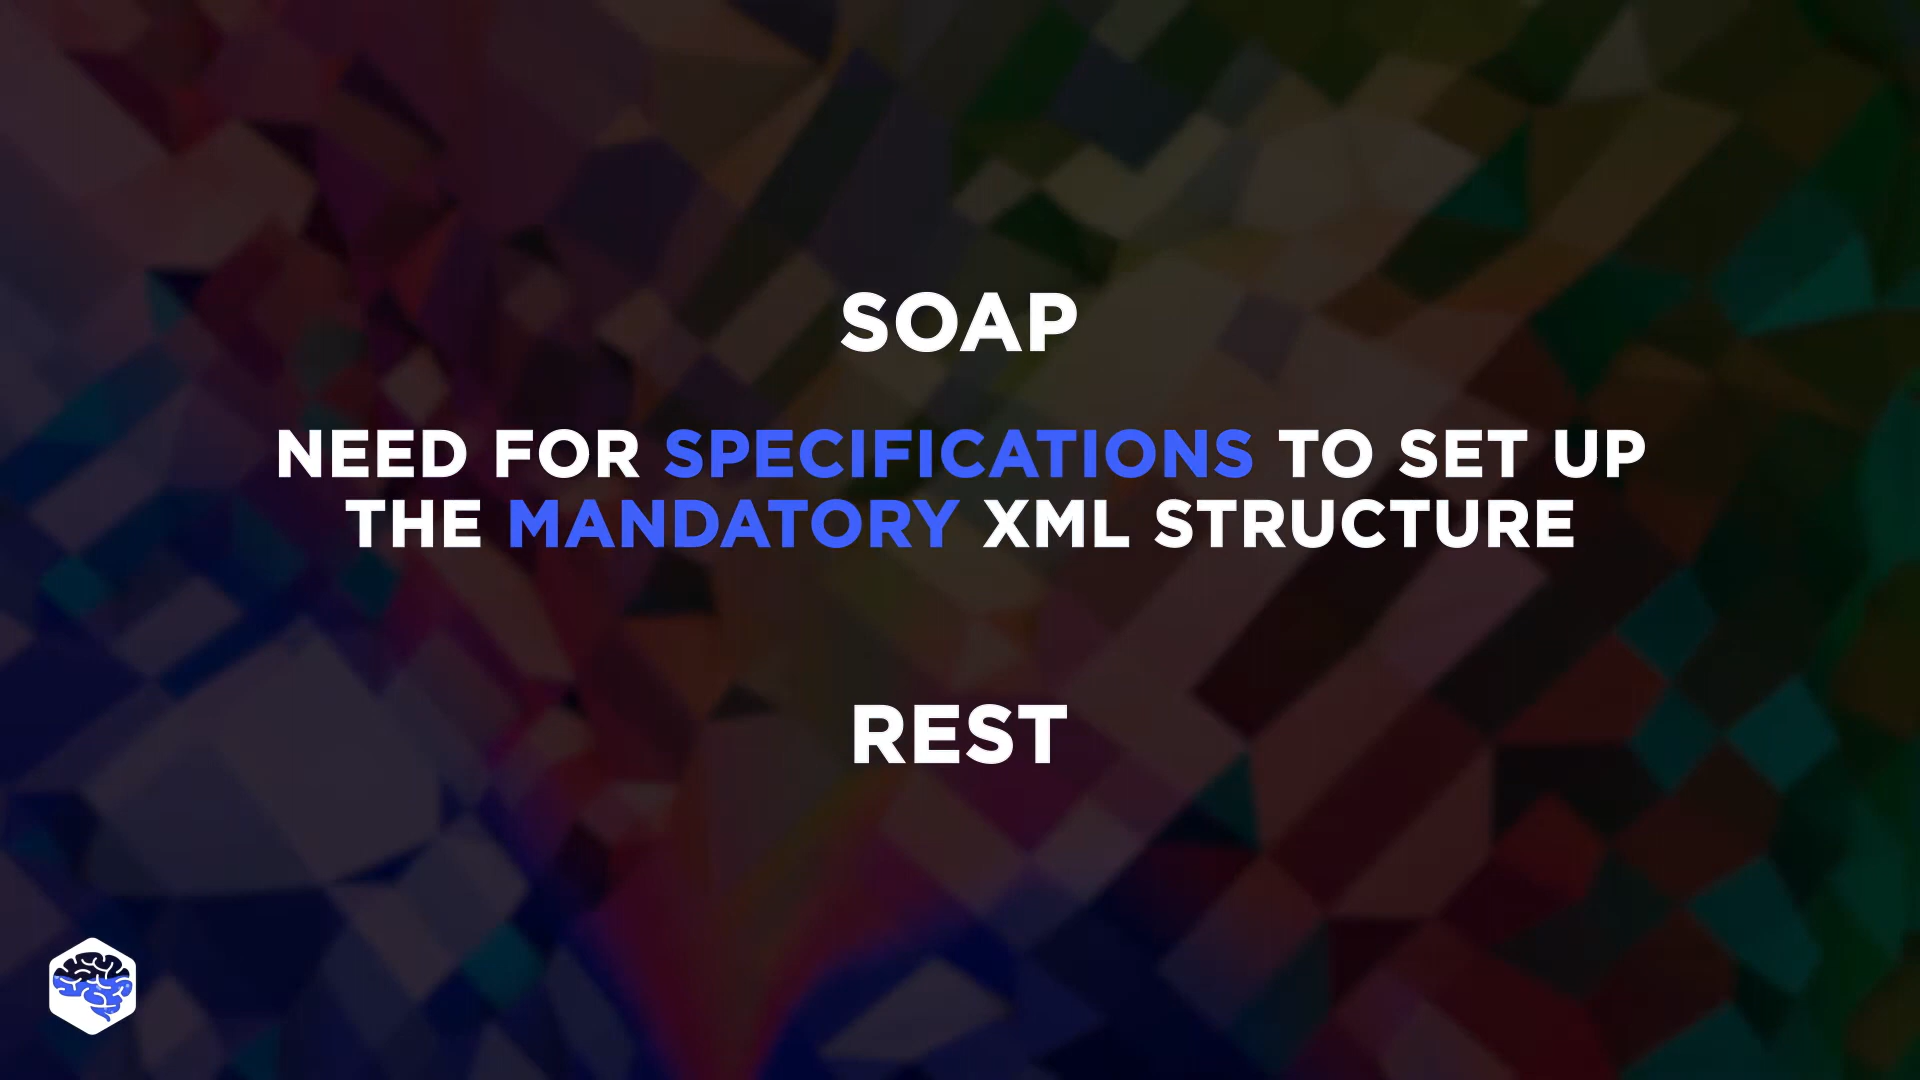 SOAP
NEED FOR SPECIFICATIONS TO SET UP
THE MANDATORY XML STRUCTURE
REST